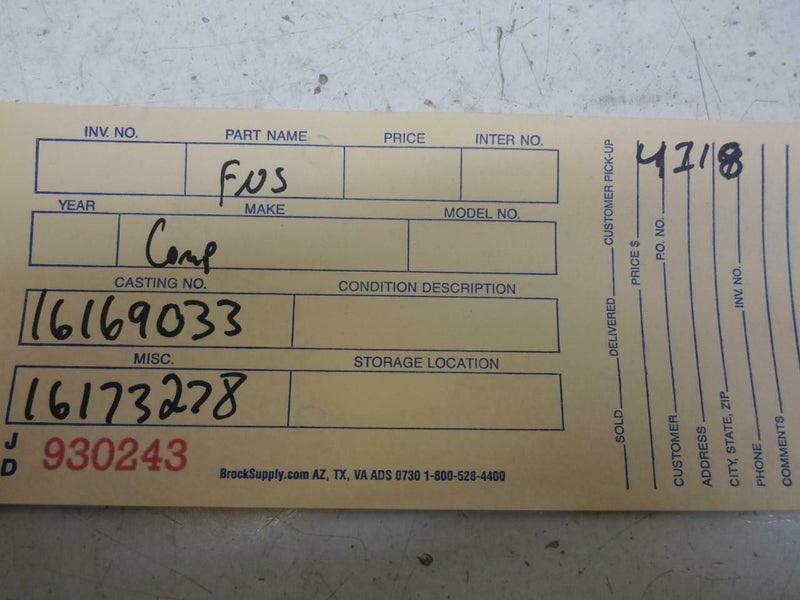 INV. NO. PART NAME PRICE INTER NO.
FUS
YEAR MAKE MODEL NO.
Comp
CASTING NO. CONDITION DESCRIPTION
16169033
MISC. STORAGE LOCATION
16173278
J
D
930243
BrockSupply.com AZ, TX, VA ADS 0730 1-800-528-4400
4118
SOLD DELIVERED CUSTOMER PICK-UP
PRICE $
P.O. NO.
CUSTOMER
ADDRESS
CITY, STATE, ZIP INV. NO.
PHONE
COMMENTS